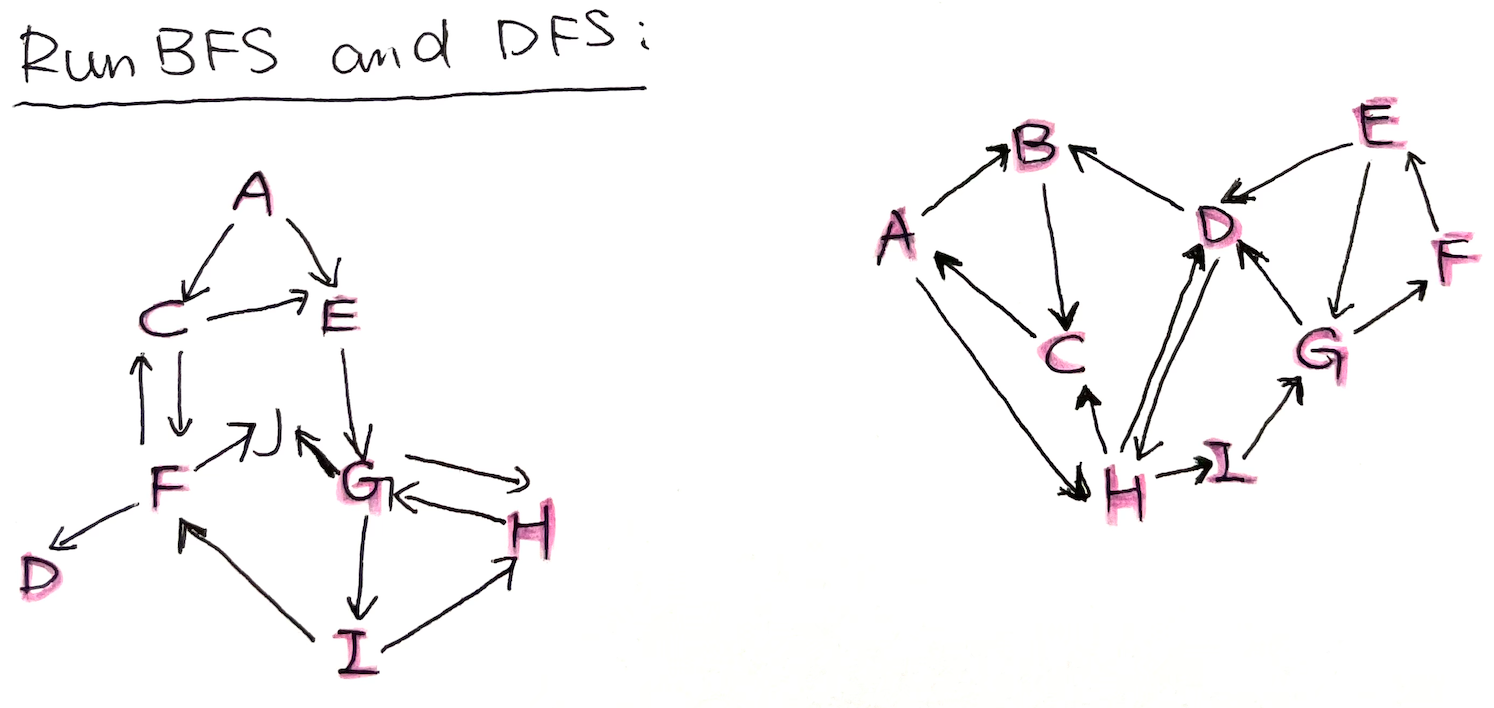 Run BFS and DFS:
A
C E
F J G
H
D
I
B E
A D F
C G
H I